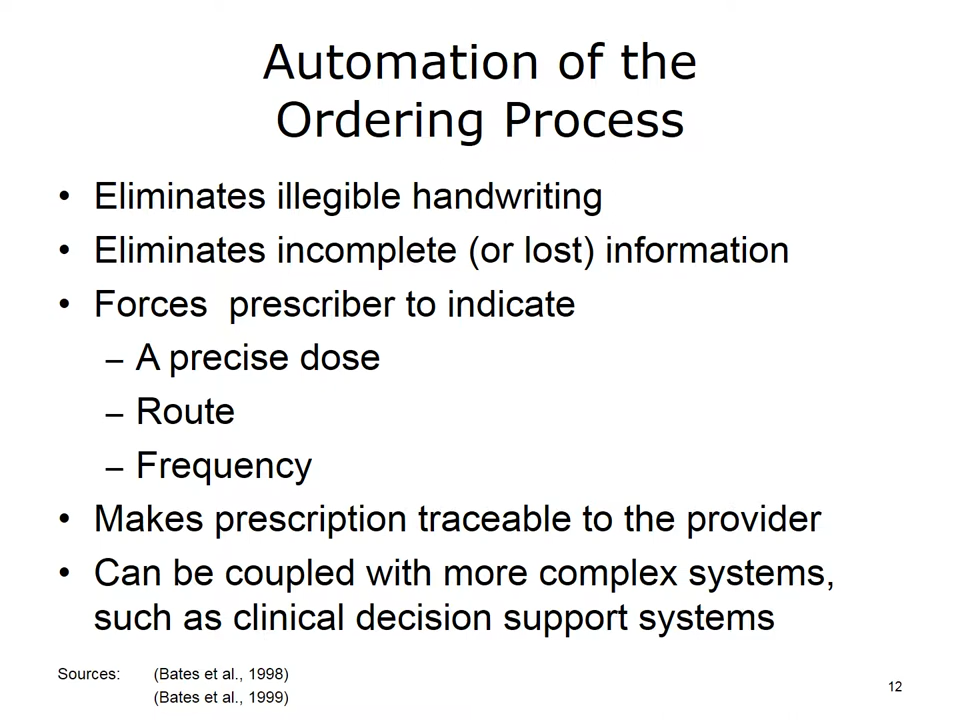 Automation of the
Ordering Process
• Eliminates illegible handwriting
• Eliminates incomplete (or lost) information
• Forces  prescriber to indicate
– A precise dose
– Route
– Frequency
• Makes prescription traceable to the provider
• Can be coupled with more complex systems,
such as clinical decision support systems
Sources: (Bates et al., 1998)
(Bates et al., 1999)
12